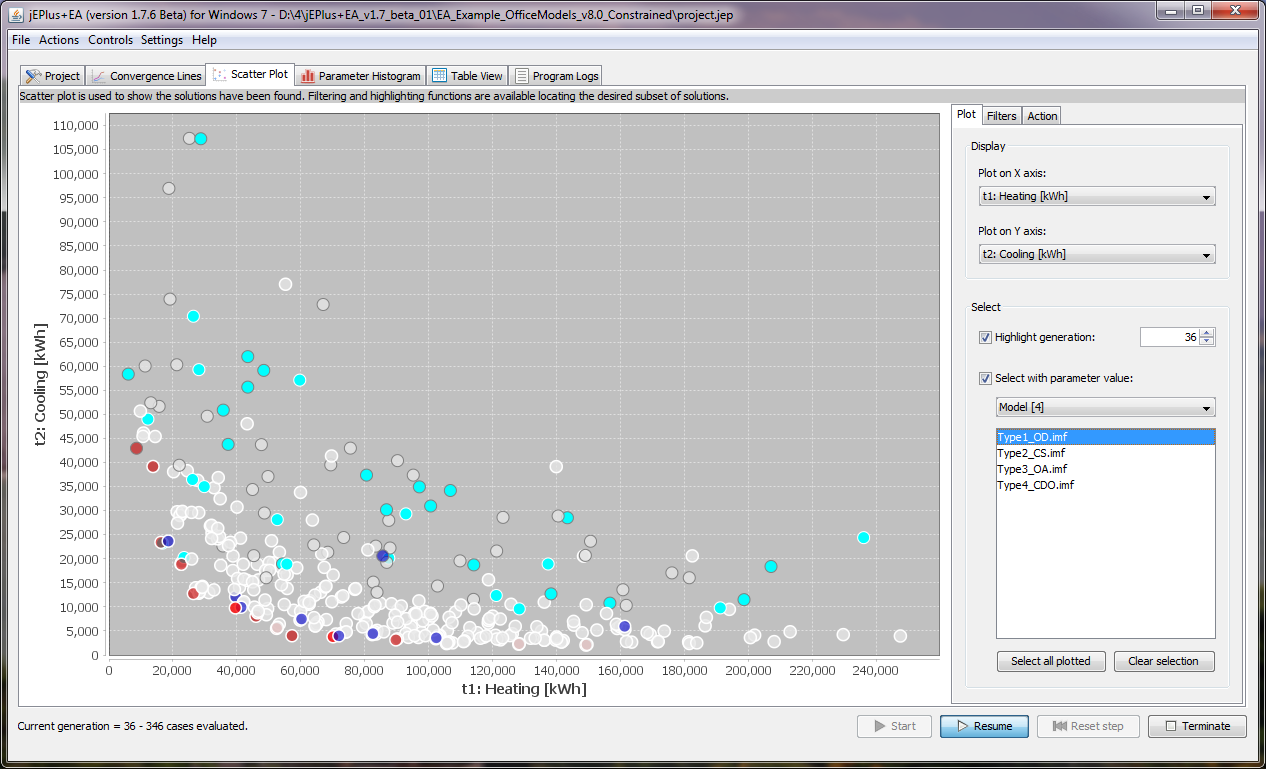 jEPlus+EA (version 1.7.6 Beta) for Windows 7 - D:\4\jEPlus+EA_v1.7_beta_01\EA_Example_OfficeModels_v8.0_Constrained\project.jep
File Actions Controls Settings Help
Project Convergence Lines Scatter Plot Parameter Histogram Table View Program Logs
Scatter plot is used to show the solutions have been found. Filtering and highlighting functions are available locating the desired subset of solutions.
t2: Cooling [kWh]
110,000
105,000
100,000
95,000
90,000
85,000
80,000
75,000
70,000
65,000
60,000
55,000
50,000
45,000
40,000
35,000
30,000
25,000
20,000
15,000
10,000
5,000
0
0 20,000 40,000 60,000 80,000 100,000 120,000 140,000 160,000 180,000 200,000 220,000 240,000
t1: Heating [kWh]
Plot Filters Action
Display
Plot on X axis:
t1: Heating [kWh]
Plot on Y axis:
t2: Cooling [kWh]
Select
Highlight generation: 36
Select with parameter value:
Model [4]
Type1_OD.imf
Type2_CS.imf
Type3_OA.imf
Type4_CDO.imf
Select all plotted Clear selection
Current generation = 36 - 346 cases evaluated.
Start Resume Reset step Terminate